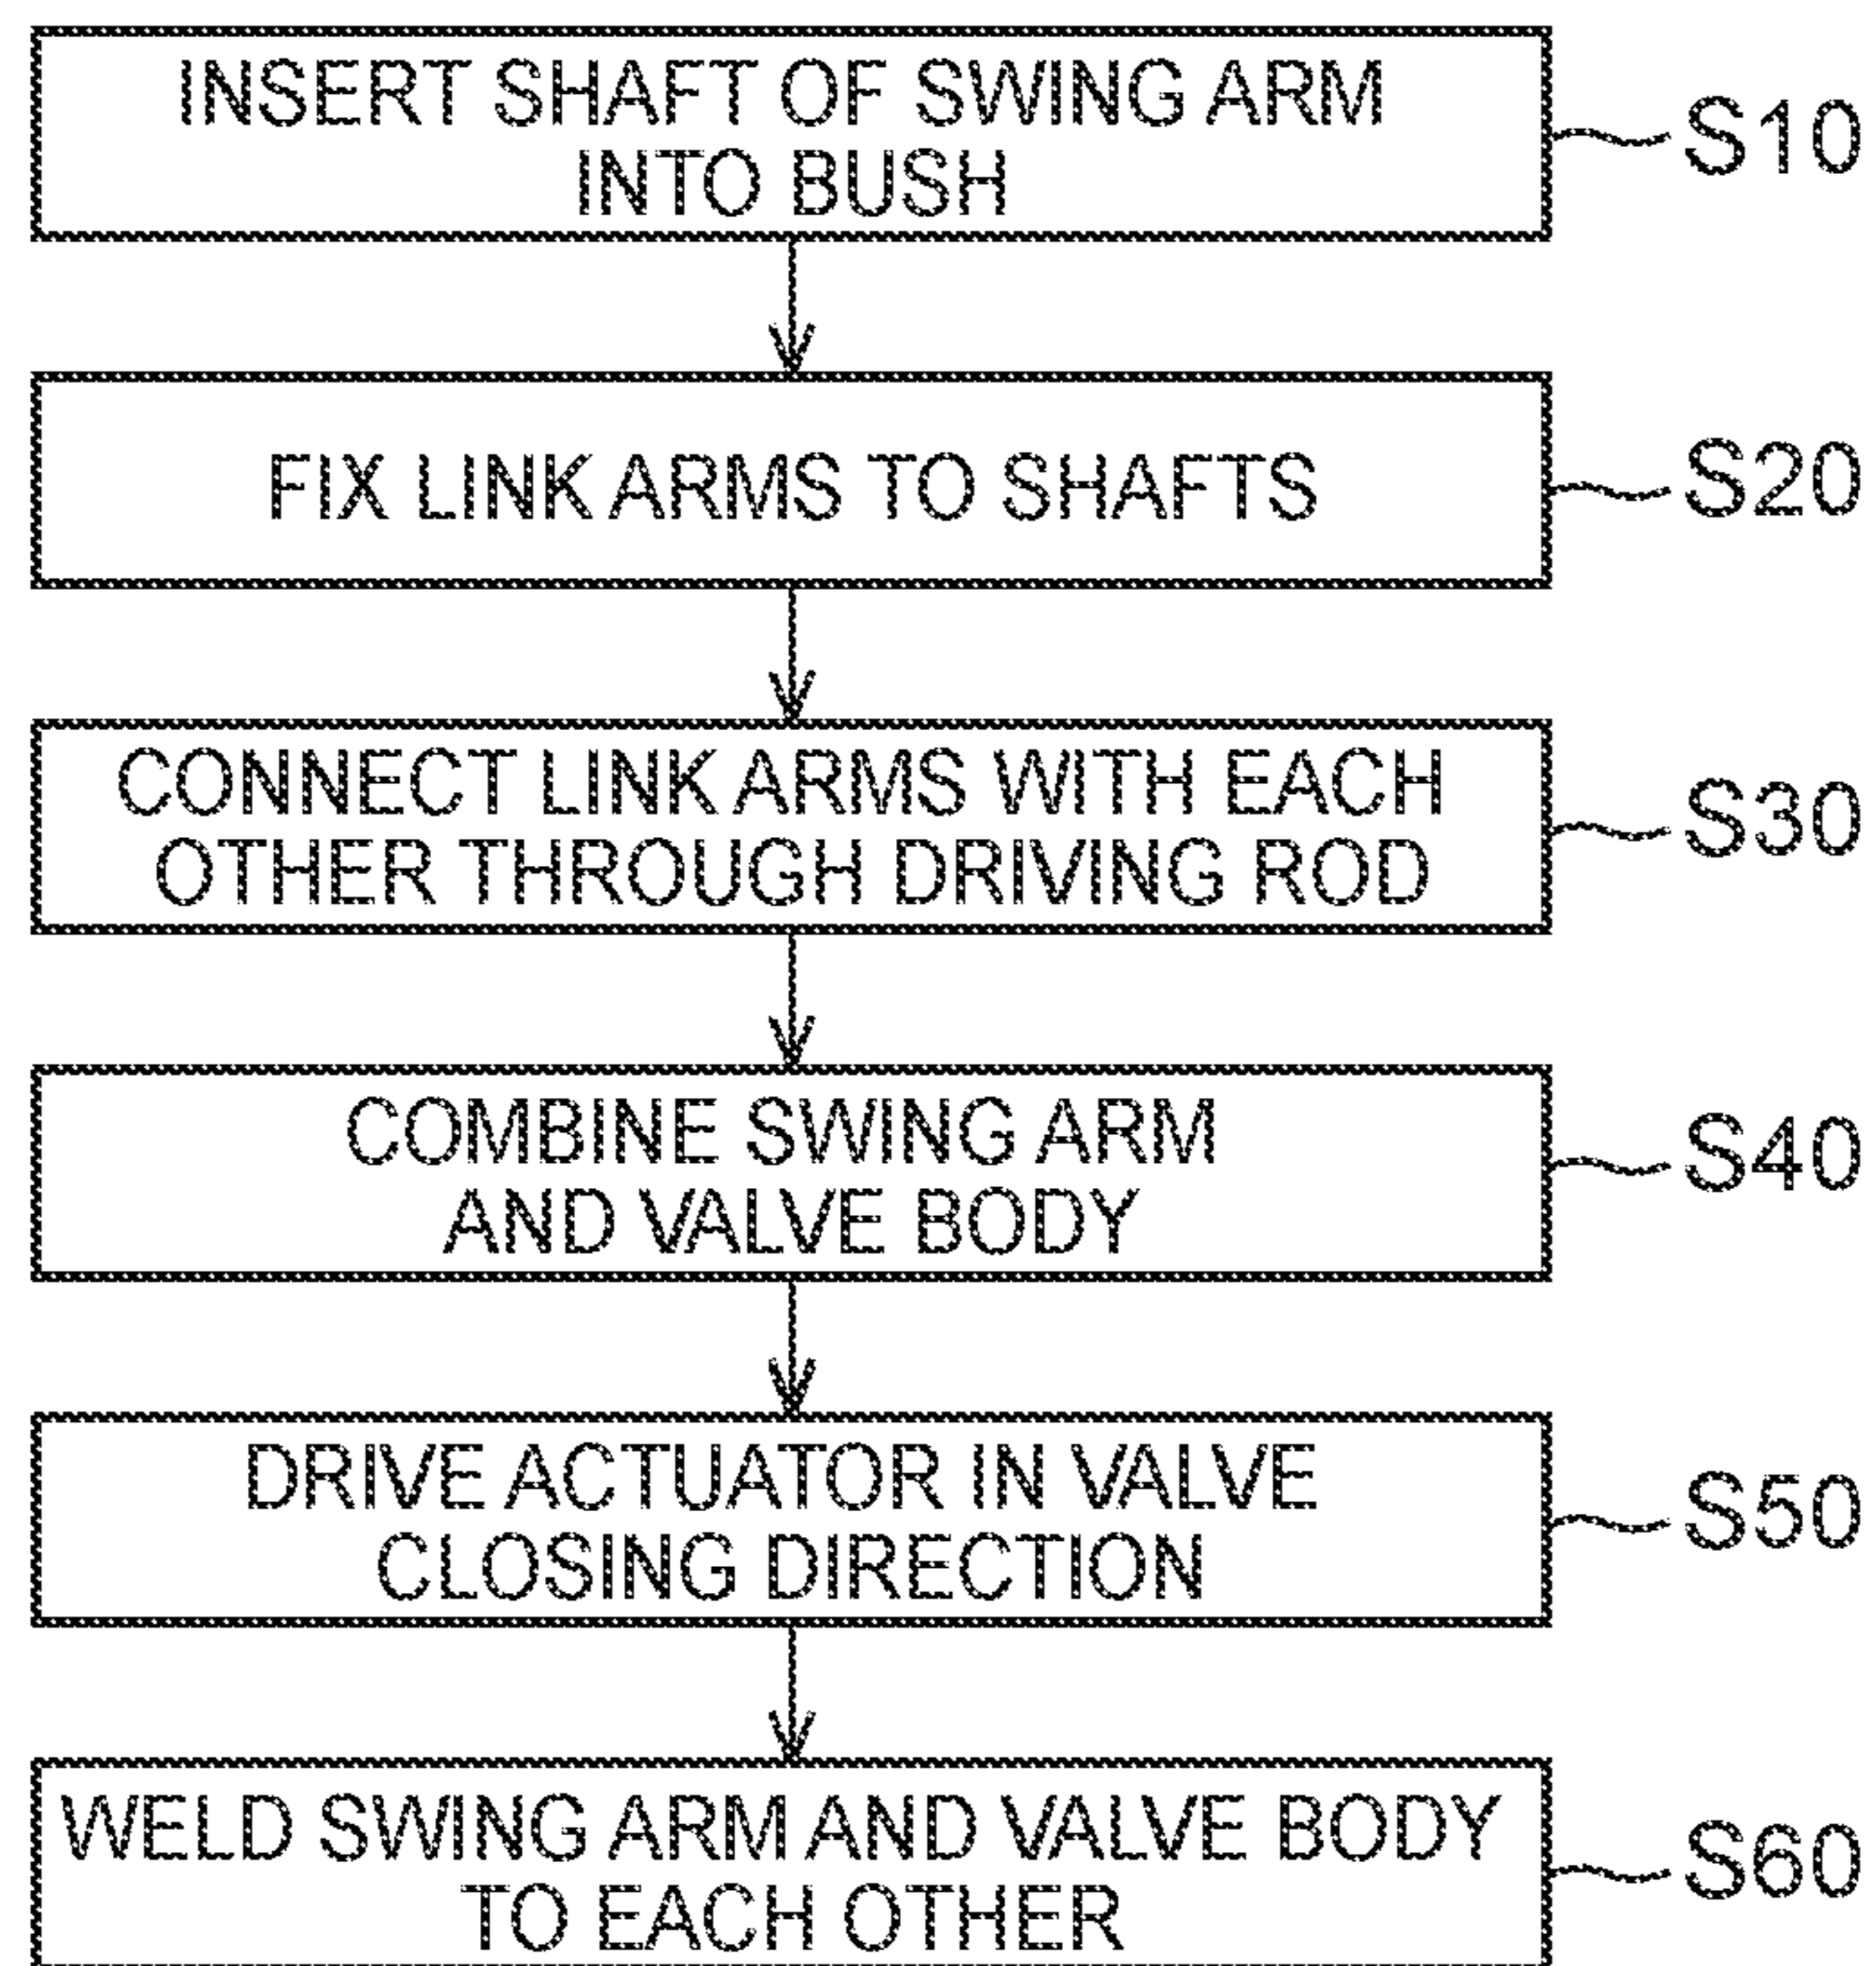 INSERT SHAFT OF SWING ARM
INTO BUSH
S10
FIX LINK ARMS TO SHAFTS
S20
CONNECT LINK ARMS WITH EACH
OTHER THROUGH DRIVING ROD
S30
COMBINE SWING ARM
AND VALVE BODY
S40
DRIVE ACTUATOR IN VALVE
CLOSING DIRECTION
S50
WELD SWING ARM AND VALVE BODY
TO EACH OTHER
S60